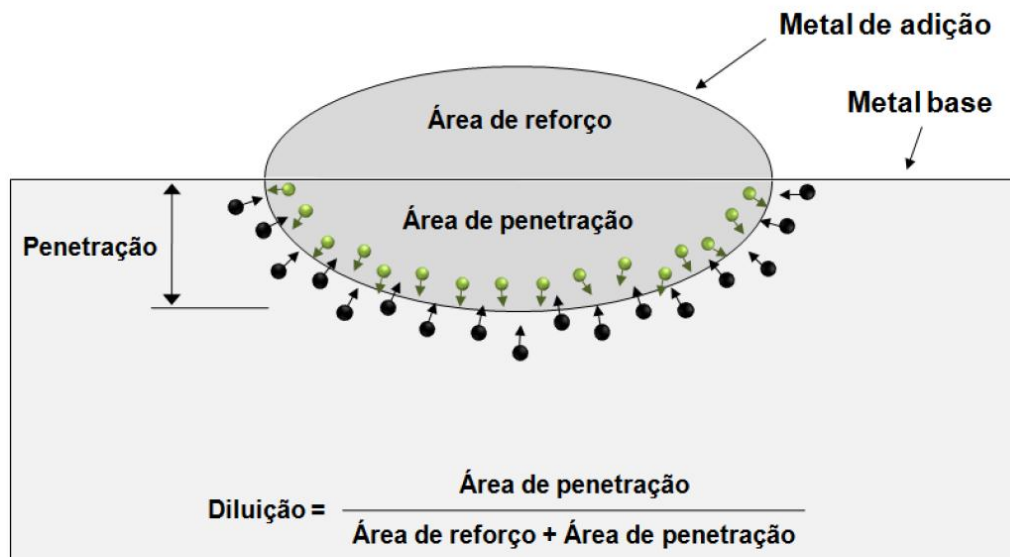 Metal de adição
Metal base
Área de reforço
Área de penetração
Penetração
Diluição = Área de penetração
Área de reforço + Área de penetração